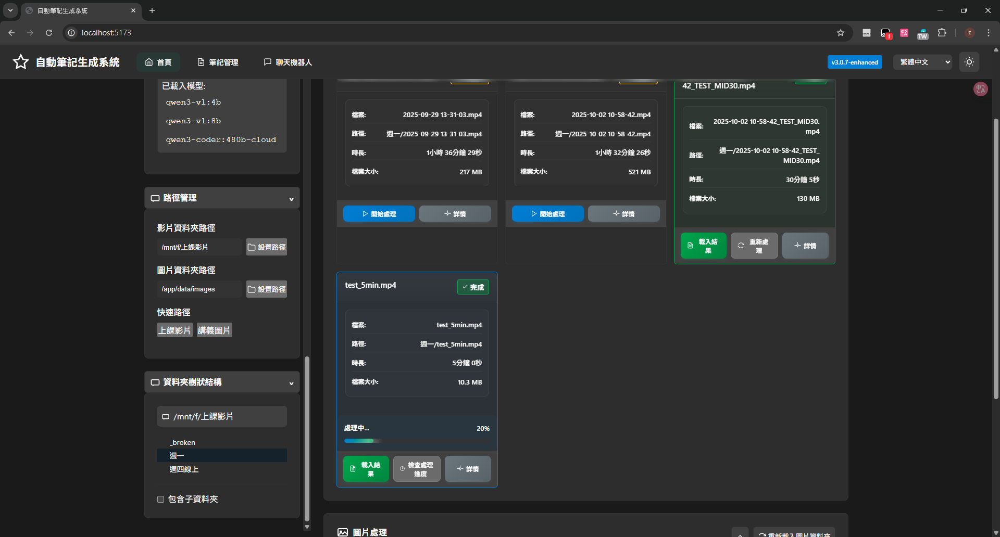 自動筆記生成系統
localhost:5173
1
TW
z
自動筆記生成系統
首頁
筆記管理
聊天機器人
v3.0.7-enhanced
繁體中文
已載入模型:
qwen3-vl:4b
qwen3-vl:8b
qwen3-coder:480b-cloud
路徑管理
影片資料夾路徑
/mnt/f/上課影片
設置路徑
圖片資料夾路徑
/app/data/images
設置路徑
快速路徑
上課影片
講義圖片
資料夾樹狀結構
/mnt/f/上課影片
_broken
週一
週四線上
包含子資料夾
檔案:
2025-09-29 13-31-03.mp4
路徑:
週一/2025-09-29 13-31-03.mp4
時長:
1小時 36分鐘 29秒
檔案大小:
217 MB
開始處理
詳情
檔案:
2025-10-02 10-58-42.mp4
路徑:
週一/2025-10-02 10-58-42.mp4
時長:
1小時 32分鐘 26秒
檔案大小:
521 MB
開始處理
詳情
42_TEST_MID30.mp4
檔案:
2025-10-02 10-58-42_TEST_MID30.
mp4
路徑:
週一/2025-10-02 10-58-42_TEST_
MID30.mp4
時長:
30分鐘 5秒
檔案大小:
130 MB
載入結
果
重新處
理
詳情
test_5min.mp4
完成
檔案:
test_5min.mp4
路徑:
週一/test_5min.mp4
時長:
5分鐘 0秒
檔案大小:
10.3 MB
處理中...
20%
載入結
果
檢查處理
進度
詳情
圖片處理
重新載入圖片資料夾